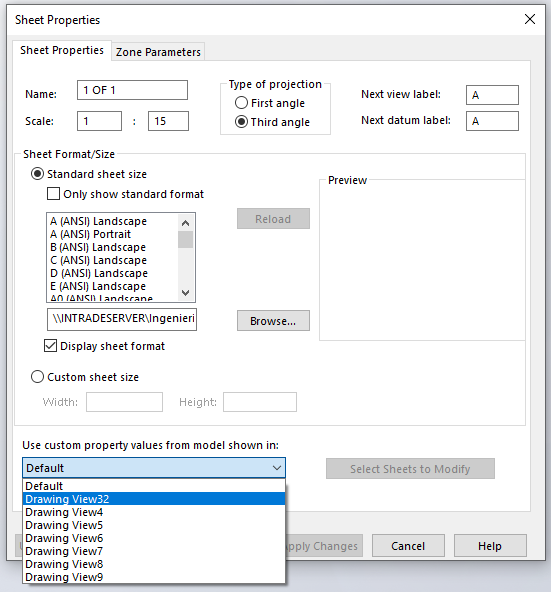 Sheet Properties
Sheet Properties
Zone Parameters
Name: 1 OF 1
Scale: 1 : 15
Type of projection
First angle
Third angle
Next view label: A
Next datum label: A
Sheet Format/Size
Standard sheet size
Only show standard format
A (ANSI) Landscape
A (ANSI) Portrait
B (ANSI) Landscape
C (ANSI) Landscape
D (ANSI) Landscape
E (ANSI) Landscape
A0 (ANSI) Landscape
Reload
\\INTRADESERVER\Ingenieri
Browse...
Display sheet format
Custom sheet size
Width:
Height:
Preview
Use custom property values from model shown in:
Default
Select Sheets to Modify
Default
Drawing View32
Drawing View4
Drawing View5
Drawing View6
Drawing View7
Drawing View8
Drawing View9
Apply Changes
Cancel
Help